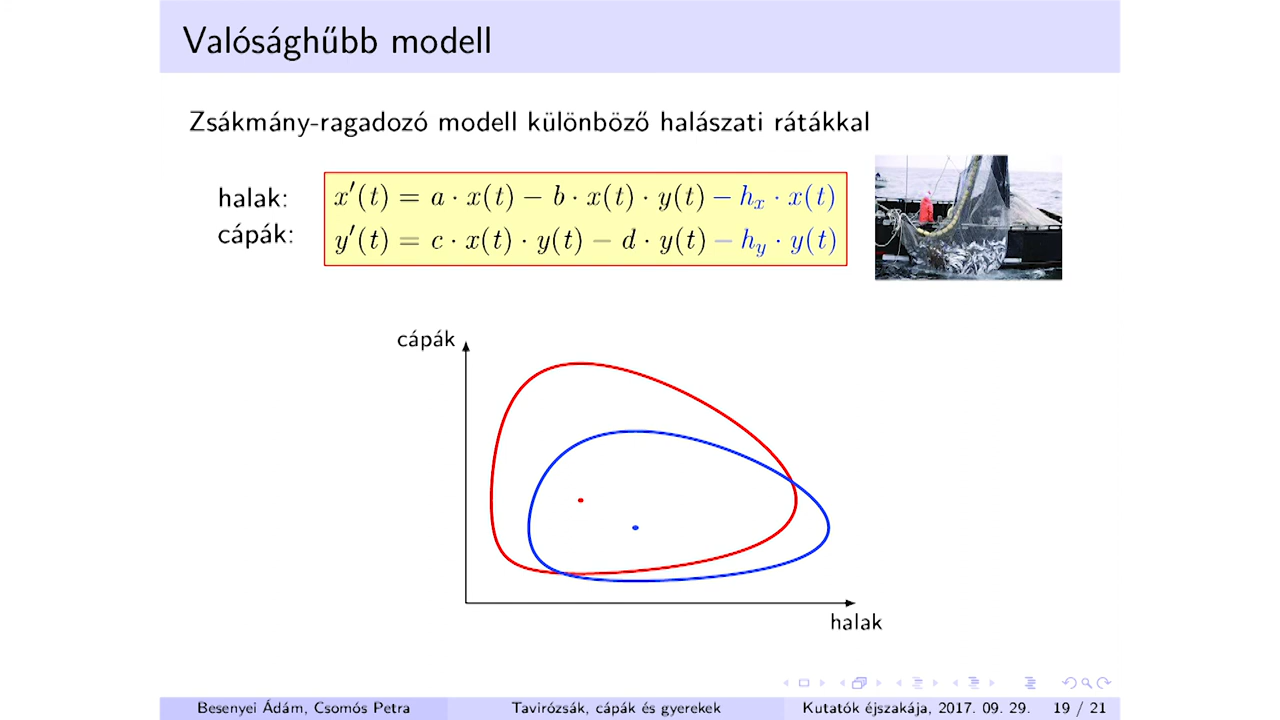 Valósághűbb modell
Zsákmány-ragadozó modell különböző halászati rátákkal
halak: x′(t) = a · x(t) − b · x(t) · y(t) − hₓ · x(t)
cápák: y′(t) = c · x(t) · y(t) − d · y(t) − h_y · y(t)
cápák
halak
Besenyei Ádám, Csomós Petra Tavirózsák, cápák és gyerekek Kutatók éjszakája, 2017. 09. 29. 19 / 21